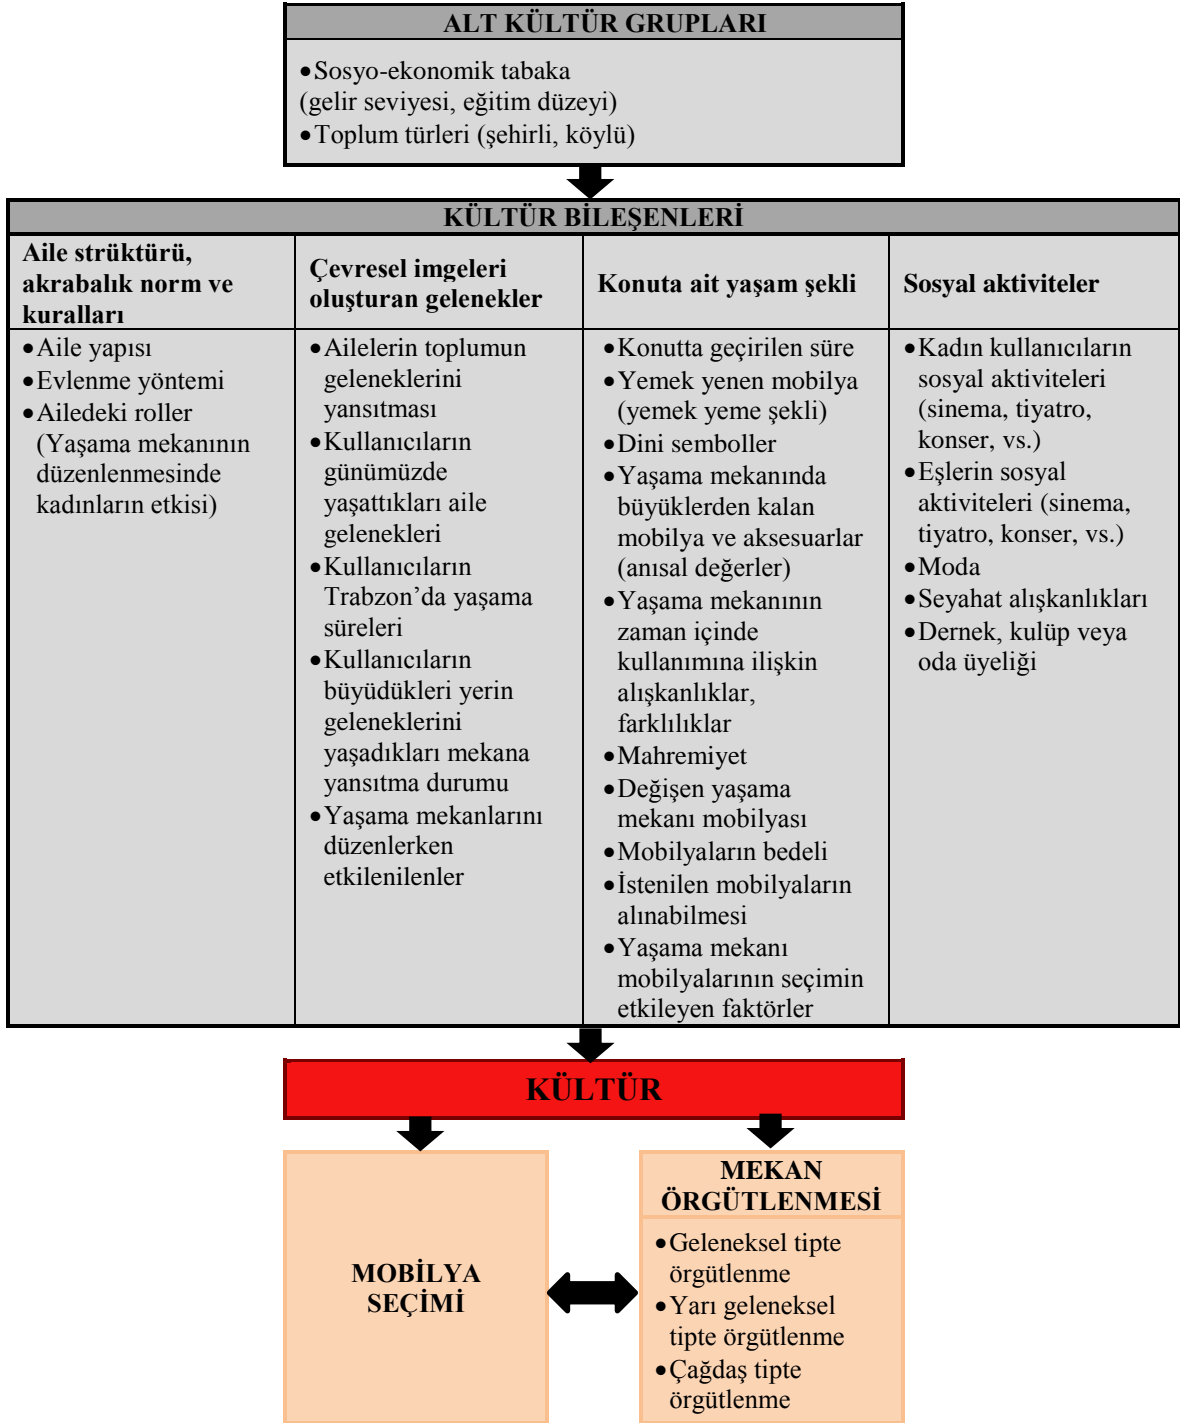 ALT KÜLTÜR GRUPLARI
•Sosyo-ekonomik tabaka
(gelir seviyesi, eğitim düzeyi)
•Toplum türleri (şehirli, köylü)
KÜLTÜR BİLEŞENLERİ
Aile strüktürü,
akrabalık norm ve
kuralları
•Aile yapısı
•Evlenme yöntemi
•Ailedeki roller
(Yaşama mekanının
düzenlenmesinde
kadınların etkisi)
Çevresel imgeleri
oluşturan gelenekler
•Ailelerin toplumun
geleneklerini
yansıtması
•Kullanıcıların
günümüzde
yaşattıkları aile
gelenekleri
•Kullanıcıların
Trabzon’da yaşama
süreleri
•Kullanıcıların
büyüdükleri yerin
geleneklerini
yaşadıkları mekana
yansıtma durumu
•Yaşama mekanlarını
düzenlerken
etkilenilenler
Konuta ait yaşam şekli
•Konutta geçirilen süre
•Yemek yenen mobilya
(yemek yeme şekli)
•Dini semboller
•Yaşama mekanında
büyüklerden kalan
mobilya ve aksesuarlar
(anısal değerler)
•Yaşama mekanının
zaman içinde
kullanımına ilişkin
alışkanlıklar,
farklılıklar
•Mahremiyet
•Değişen yaşama
mekanı mobilyası
•Mobilyaların bedeli
•İstenilen mobilyaların
alınabilmesi
•Yaşama mekanı
mobilyalarının seçimin
etkileyen faktörler
Sosyal aktiviteler
•Kadın kullanıcıların
sosyal aktiviteleri
(sinema, tiyatro,
konser, vs.)
•Eşlerin sosyal
aktiviteleri (sinema,
tiyatro, konser, vs.)
•Moda
•Seyahat alışkanlıkları
•Dernek, kulüp veya
oda üyeliği
KÜLTÜR
MOBİLYA
SEÇİMİ
MEKAN
ÖRGÜTLENMESİ
•Geleneksel tipte
örgütlenme
•Yarı geleneksel
tipte örgütlenme
•Çağdaş tipte
örgütlenme